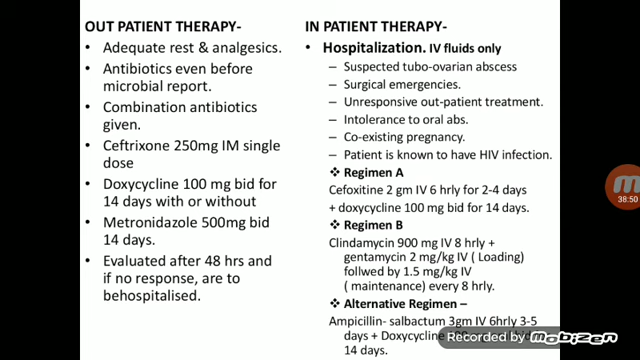 OUT PATIENT THERAPY-
• Adequate rest & analgesics.
• Antibiotics even before
microbial report.
• Combination antibiotics
given.
• Ceftrixone 250mg IM single
dose
• Doxycycline 100 mg bid for
14 days with or without
• Metronidazole 500mg bid
14 days.
• Evaluated after 48 hrs and
if no response, are to
behospitalised.
IN PATIENT THERAPY-
• Hospitalization. IV fluids only
– Suspected tubo-ovarian abscess
– Surgical emergencies.
– Unresponsive out-patient treatment.
– Intolerance to oral abs.
– Co-existing pregnancy.
– Patient is known to have HIV infection.
❖ Regimen A
Cefoxitine 2 gm IV 6 hrly for 2-4 days
+ doxycycline 100 mg bid for 14 days.
❖ Regimen B
Clindamycin 900 mg IV 8 hrly +
gentamycin 2 mg/kg IV ( Loading)
follwed by 1.5 mg/kg IV
( maintenance) every 8 hrly.
❖ Alternative Regimen –
Ampicillin- salbactum 3gm IV 6hrly 3-5
days + Doxycycline
14 days.
38:50
Recorded by Mobizen